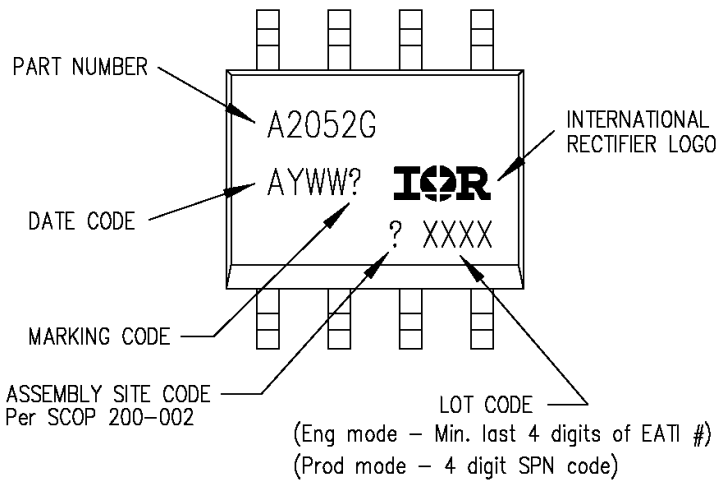 PART NUMBER
A2052G
INTERNATIONAL
RECTIFIER LOGO
AYWW?
IOR
DATE CODE
? XXXX
MARKING CODE
ASSEMBLY SITE CODE
Per SCOP 200-002
LOT CODE
(Eng mode - Min. last 4 digits of EATI #)
(Prod mode - 4 digit SPN code)